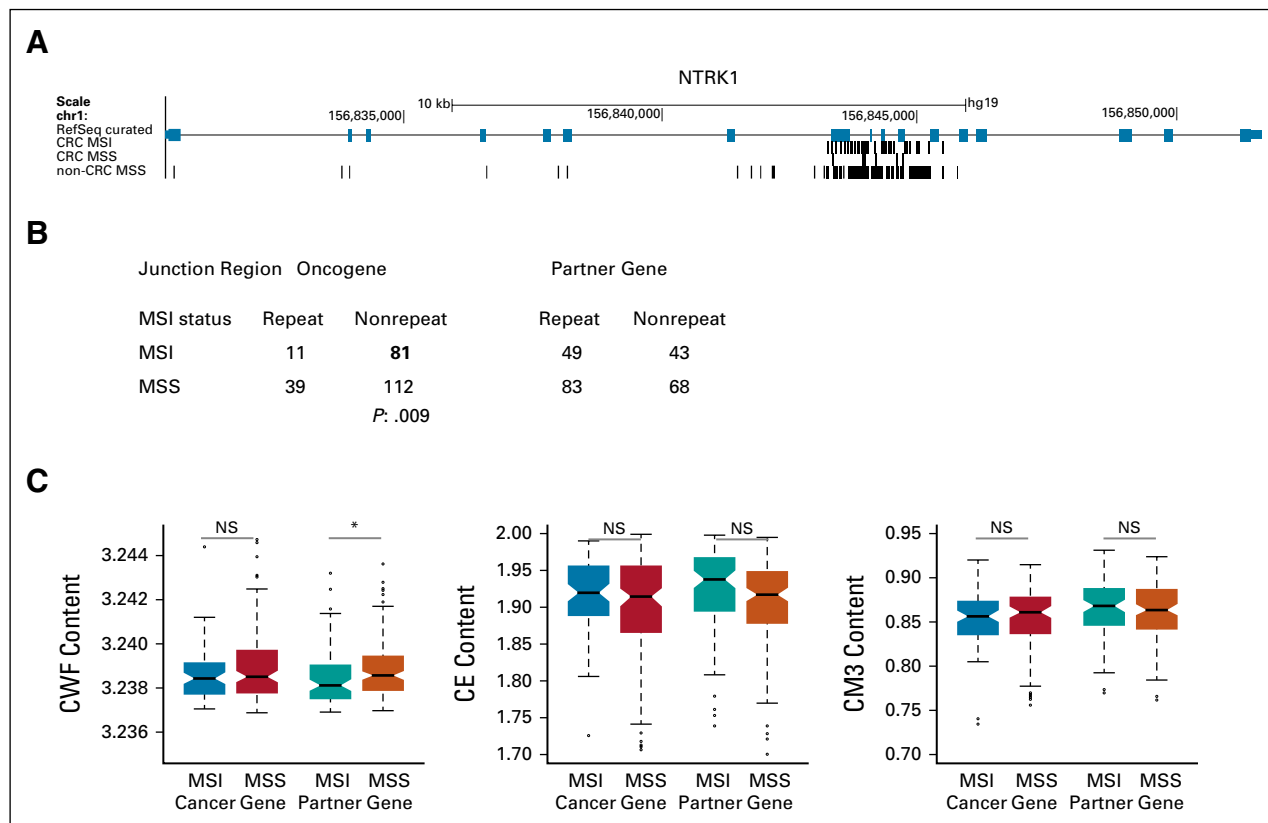 A
NTRK1
Scale
10 kb
hg19
chr1:
156,835,000|
156,840,000|
156,845,000|
156,850,000|
RefSeq curated
CRC MSI
CRC MSS
non-CRC MSS
B
Junction Region Oncogene Partner Gene
MSI status Repeat Nonrepeat Repeat Nonrepeat
MSI 11 81 49 43
MSS 39 112 83 68
P: .009
C
CWF Content
3.244
3.242
3.240
3.238
3.236
NS
*
MSI MSS MSI MSS
Cancer Gene Partner Gene
CE Content
2.00
1.95
1.90
1.85
1.80
1.75
1.70
NS
NS
MSI MSS MSI MSS
Cancer Gene Partner Gene
CM3 Content
0.95
0.90
0.85
0.80
0.75
0.70
NS
NS
MSI MSS MSI MSS
Cancer Gene Partner Gene